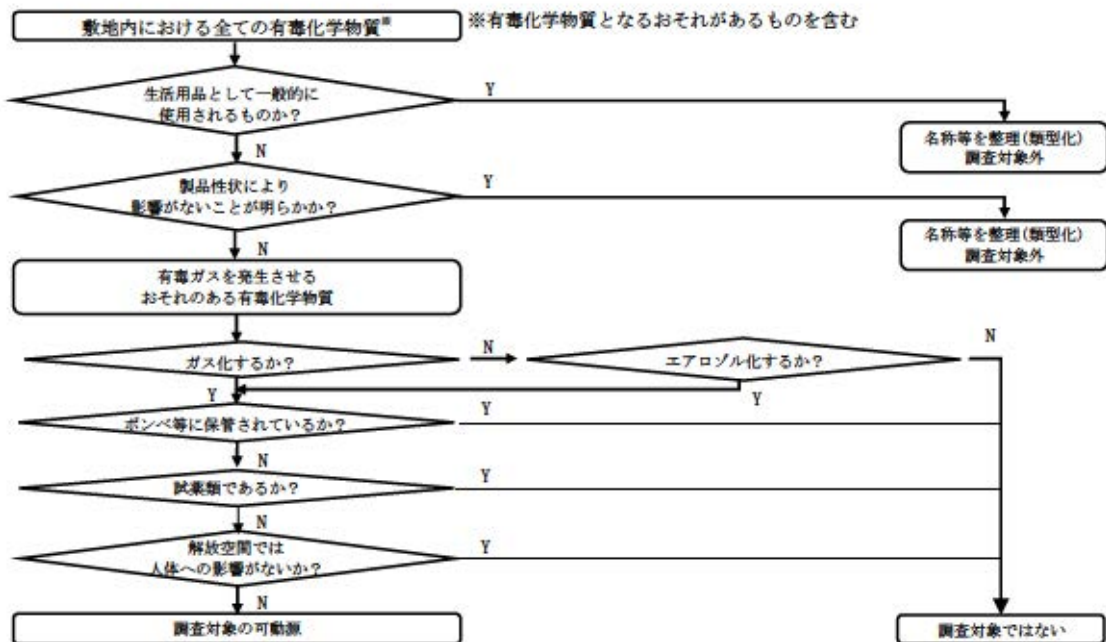 敷地内における全ての有毒化学物質※
※有毒化学物質となるおそれがあるものを含む
生活用品として一般的に
使用されるものか？
Y
N
名称等を整理(類型化)
調査対象外
製品性状により
影響がないことが明らかか？
Y
N
名称等を整理(類型化)
調査対象外
有毒ガスを発生させる
おそれのある有毒化学物質
ガス化するか？
N
エアロゾル化するか？
N
Y
Y
ボンベ等に保管されているか？
Y
N
試薬類であるか？
Y
N
解放空間では
人体への影響がないか？
Y
N
調査対象の可動源
調査対象ではない